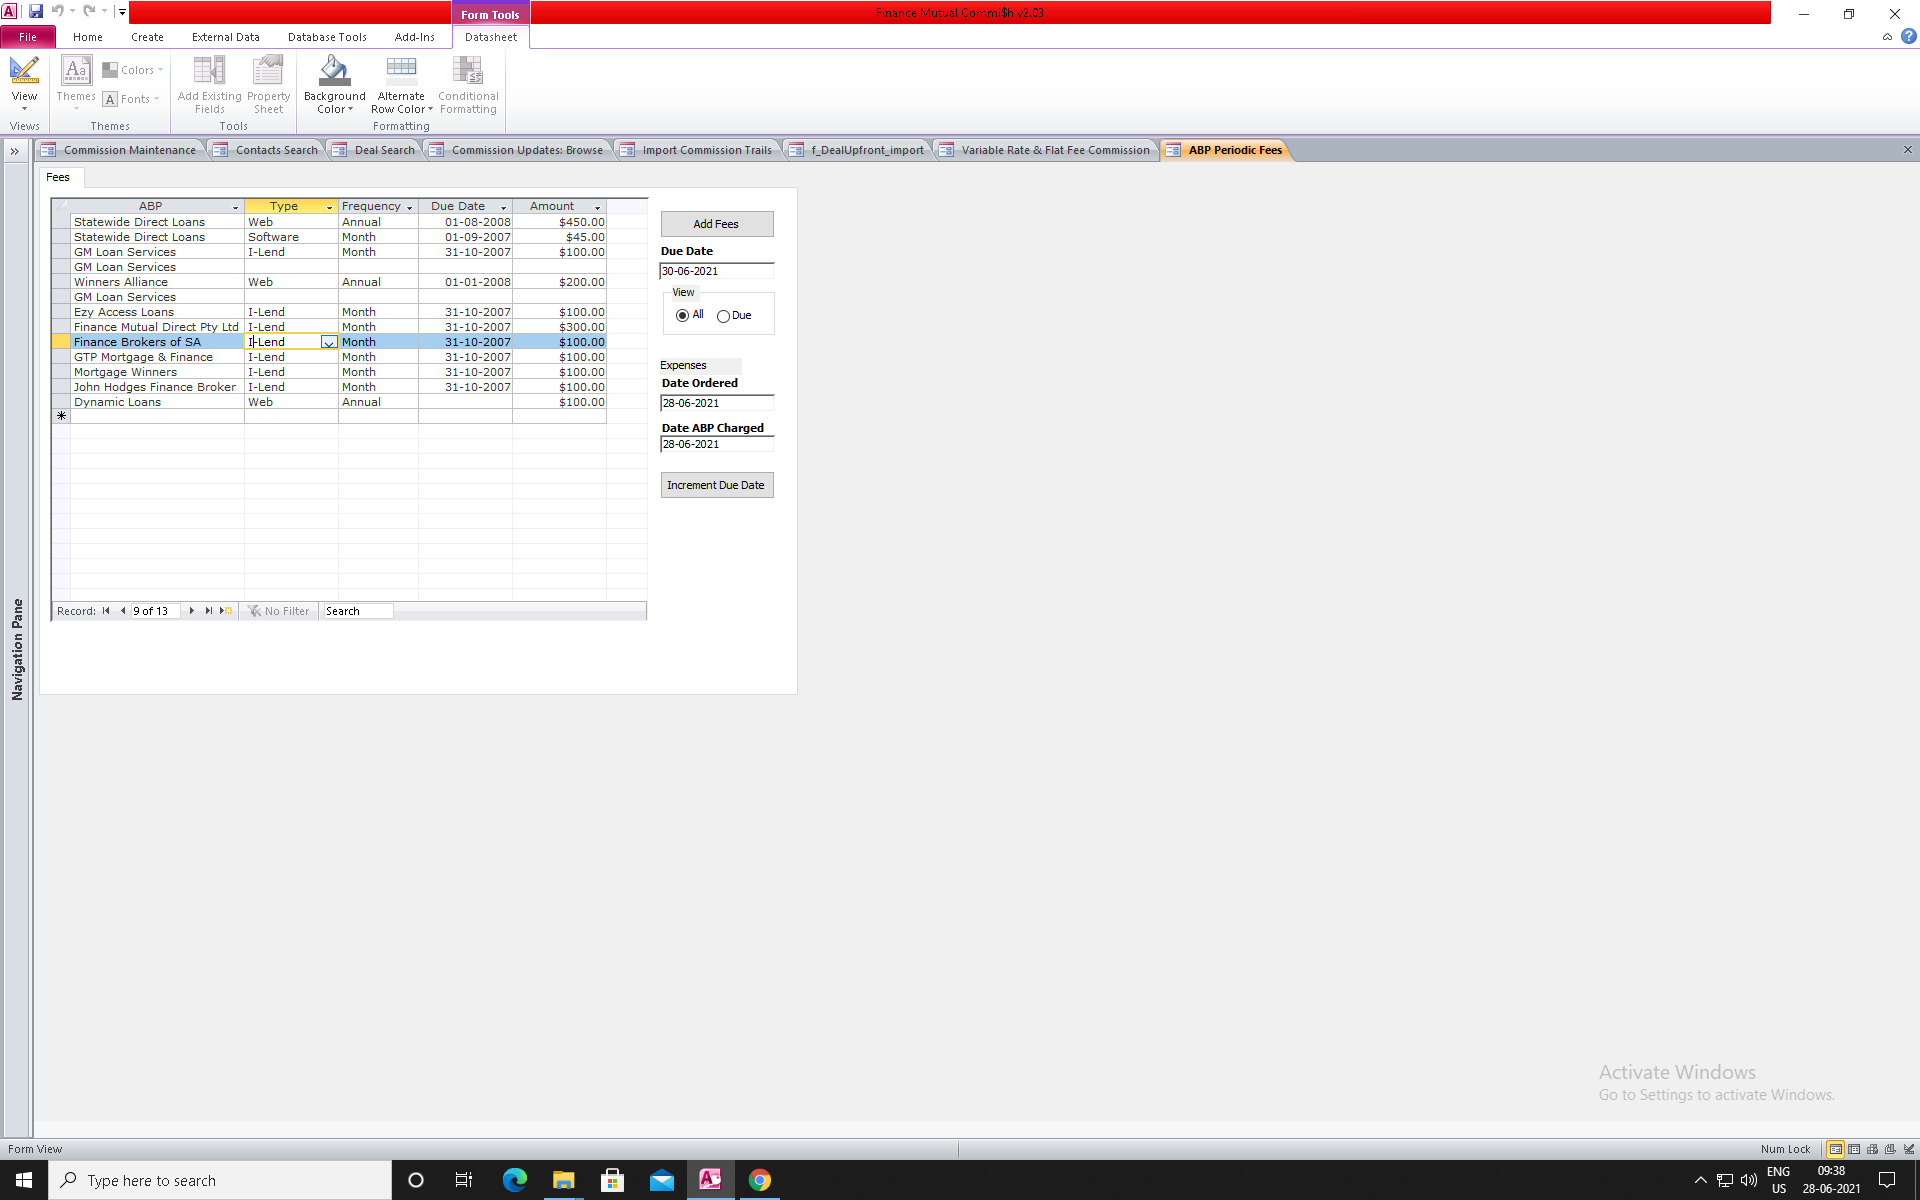 Form Tools
Finance Mutual Commi$h v2.03
File Home Create External Data Database Tools Add-Ins Datasheet
View
Views
Aa Themes
Colors
A Fonts
Themes
Add Existing Fields
Property Sheet
Tools
Background Color
Alternate Row Color
Conditional Formatting
Formatting
Commission Maintenance Contacts Search Deal Search Commission Updates: Browse Import Commission Trails f_DealUpfront_import Variable Rate & Flat Fee Commission ABP Periodic Fees
Navigation Pane
Fees
ABP Type Frequency Due Date Amount
Statewide Direct Loans Web Annual 01-08-2008 $450.00
Statewide Direct Loans Software Month 01-09-2007 $45.00
GM Loan Services I-Lend Month 31-10-2007 $100.00
GM Loan Services
Winners Alliance Web Annual 01-01-2008 $200.00
GM Loan Services
Ezy Access Loans I-Lend Month 31-10-2007 $100.00
Finance Mutual Direct Pty Ltd I-Lend Month 31-10-2007 $300.00
Finance Brokers of SA I-Lend Month 31-10-2007 $100.00
GTP Mortgage & Finance I-Lend Month 31-10-2007 $100.00
Mortgage Winners I-Lend Month 31-10-2007 $100.00
John Hodges Finance Broker I-Lend Month 31-10-2007 $100.00
Dynamic Loans Web Annual $100.00
Record: 9 of 13 No Filter Search
Add Fees
Due Date
30-06-2021
View
All Due
Expenses
Date Ordered
28-06-2021
Date ABP Charged
28-06-2021
Increment Due Date
Activate Windows
Go to Settings to activate Windows.
Form View
Num Lock
Type here to search
ENG
US
09:38
28-06-2021